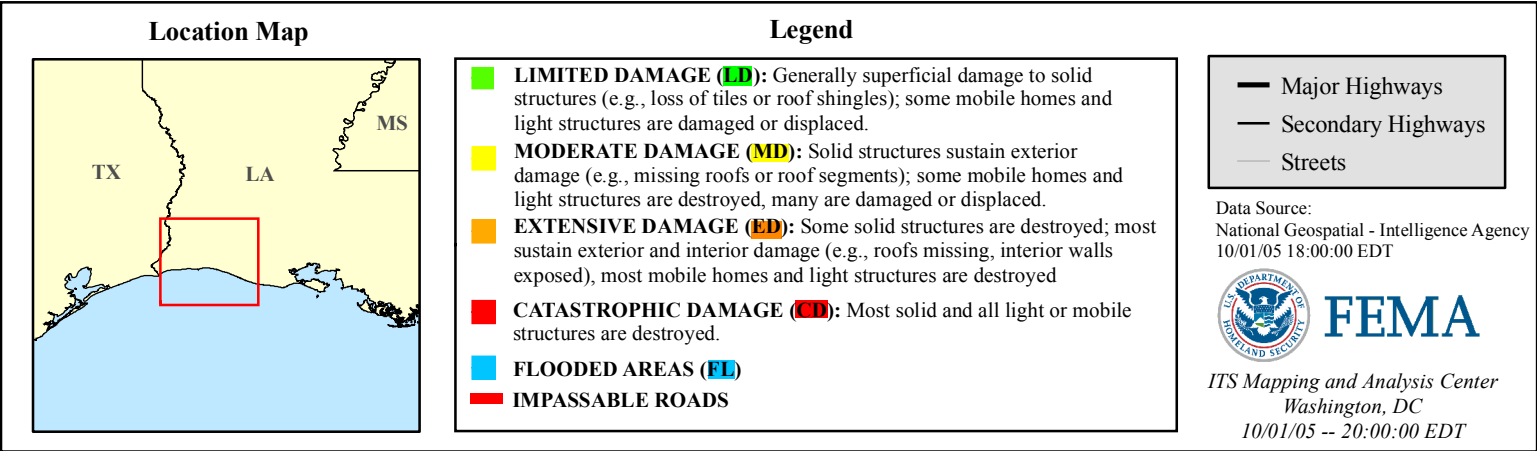 Location Map
TX
LA
MS
Legend
LIMITED DAMAGE (LD): Generally superficial damage to solid
structures (e.g., loss of tiles or roof shingles); some mobile homes and
light structures are damaged or displaced.
MODERATE DAMAGE (MD): Solid structures sustain exterior
damage (e.g., missing roofs or roof segments); some mobile homes and
light structures are destroyed, many are damaged or displaced.
EXTENSIVE DAMAGE (ED): Some solid structures are destroyed; most
sustain exterior and interior damage (e.g., roofs missing, interior walls
exposed), most mobile homes and light structures are destroyed
CATASTROPHIC DAMAGE (CD): Most solid and all light or mobile
structures are destroyed.
FLOODED AREAS (FL)
IMPASSABLE ROADS
Major Highways
Secondary Highways
Streets
Data Source:
National Geospatial - Intelligence Agency
10/01/05 18:00:00 EDT
U.S. DEPARTMENT OF
HOMELAND SECURITY
FEMA
ITS Mapping and Analysis Center
Washington, DC
10/01/05 -- 20:00:00 EDT